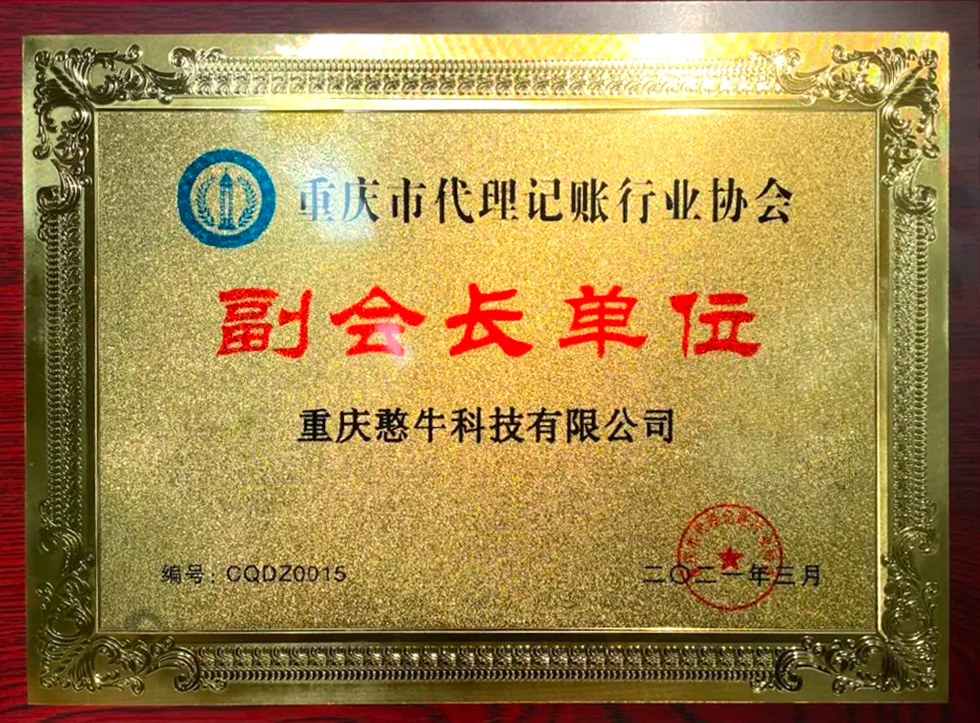 重庆市代理记账行业协会
副会长单位
重庆憨牛科技有限公司
编号：CQDZ0015
二〇二一年三月